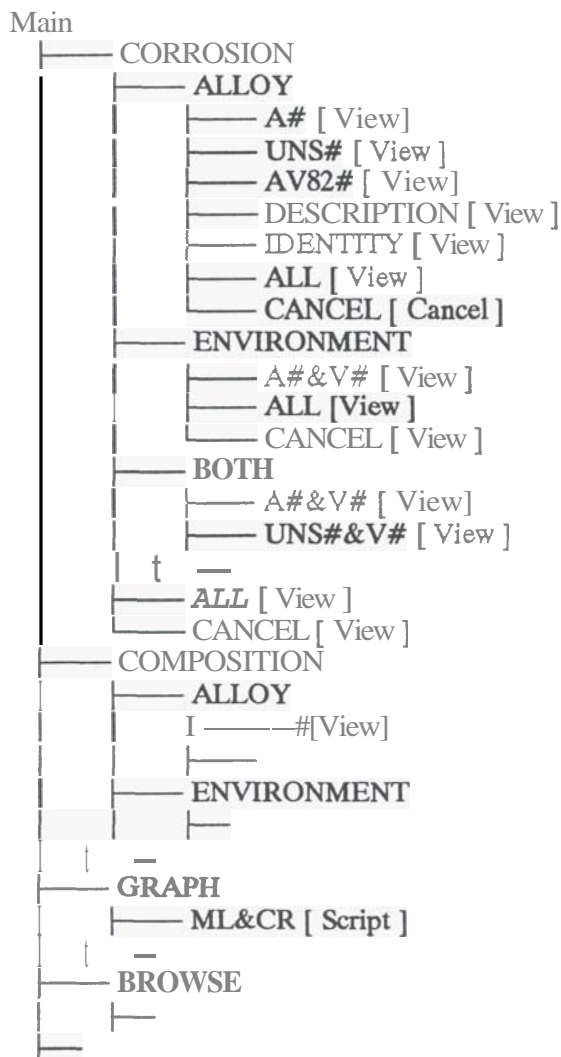 Main
CORROSION
ALLOY
A# [ View]
UNS# [ View ]
AV82# [ View]
DESCRIPTION [ View ]
IDENTITY [ View ]
ALL [ View ]
CANCEL [ Cancel ]
ENVIRONMENT
A#&V# [ View ]
ALL [View ]
CANCEL [ View ]
BOTH
A#&V# [ View]
UNS#&V# [ View ]
ALL [ View ]
CANCEL [ View ]
COMPOSITION
ALLOY
#[View]
ENVIRONMENT
GRAPH
ML&CR [ Script ]
BROWSE